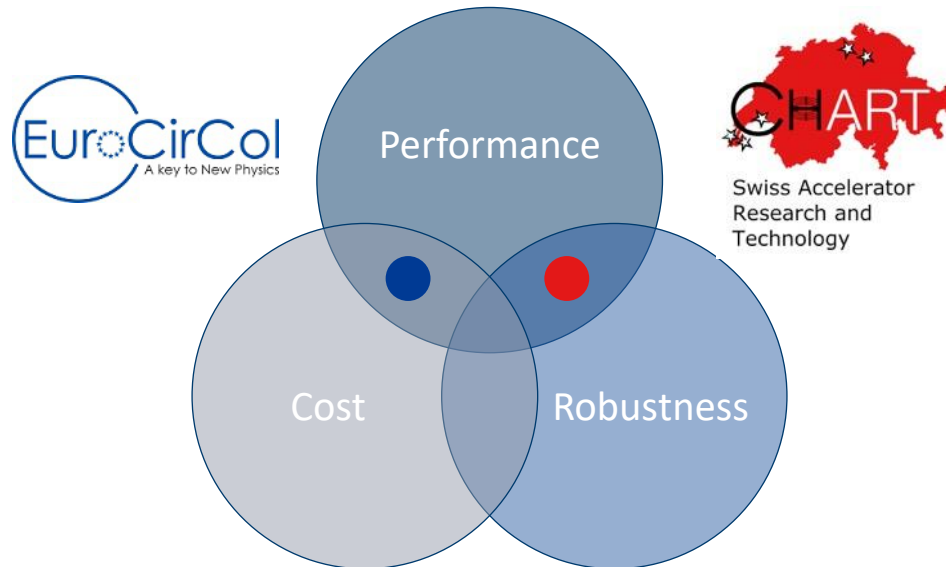 EuroCirCol
A key to New Physics
CHART
Swiss Accelerator
Research and
Technology
Performance
Cost
Robustness